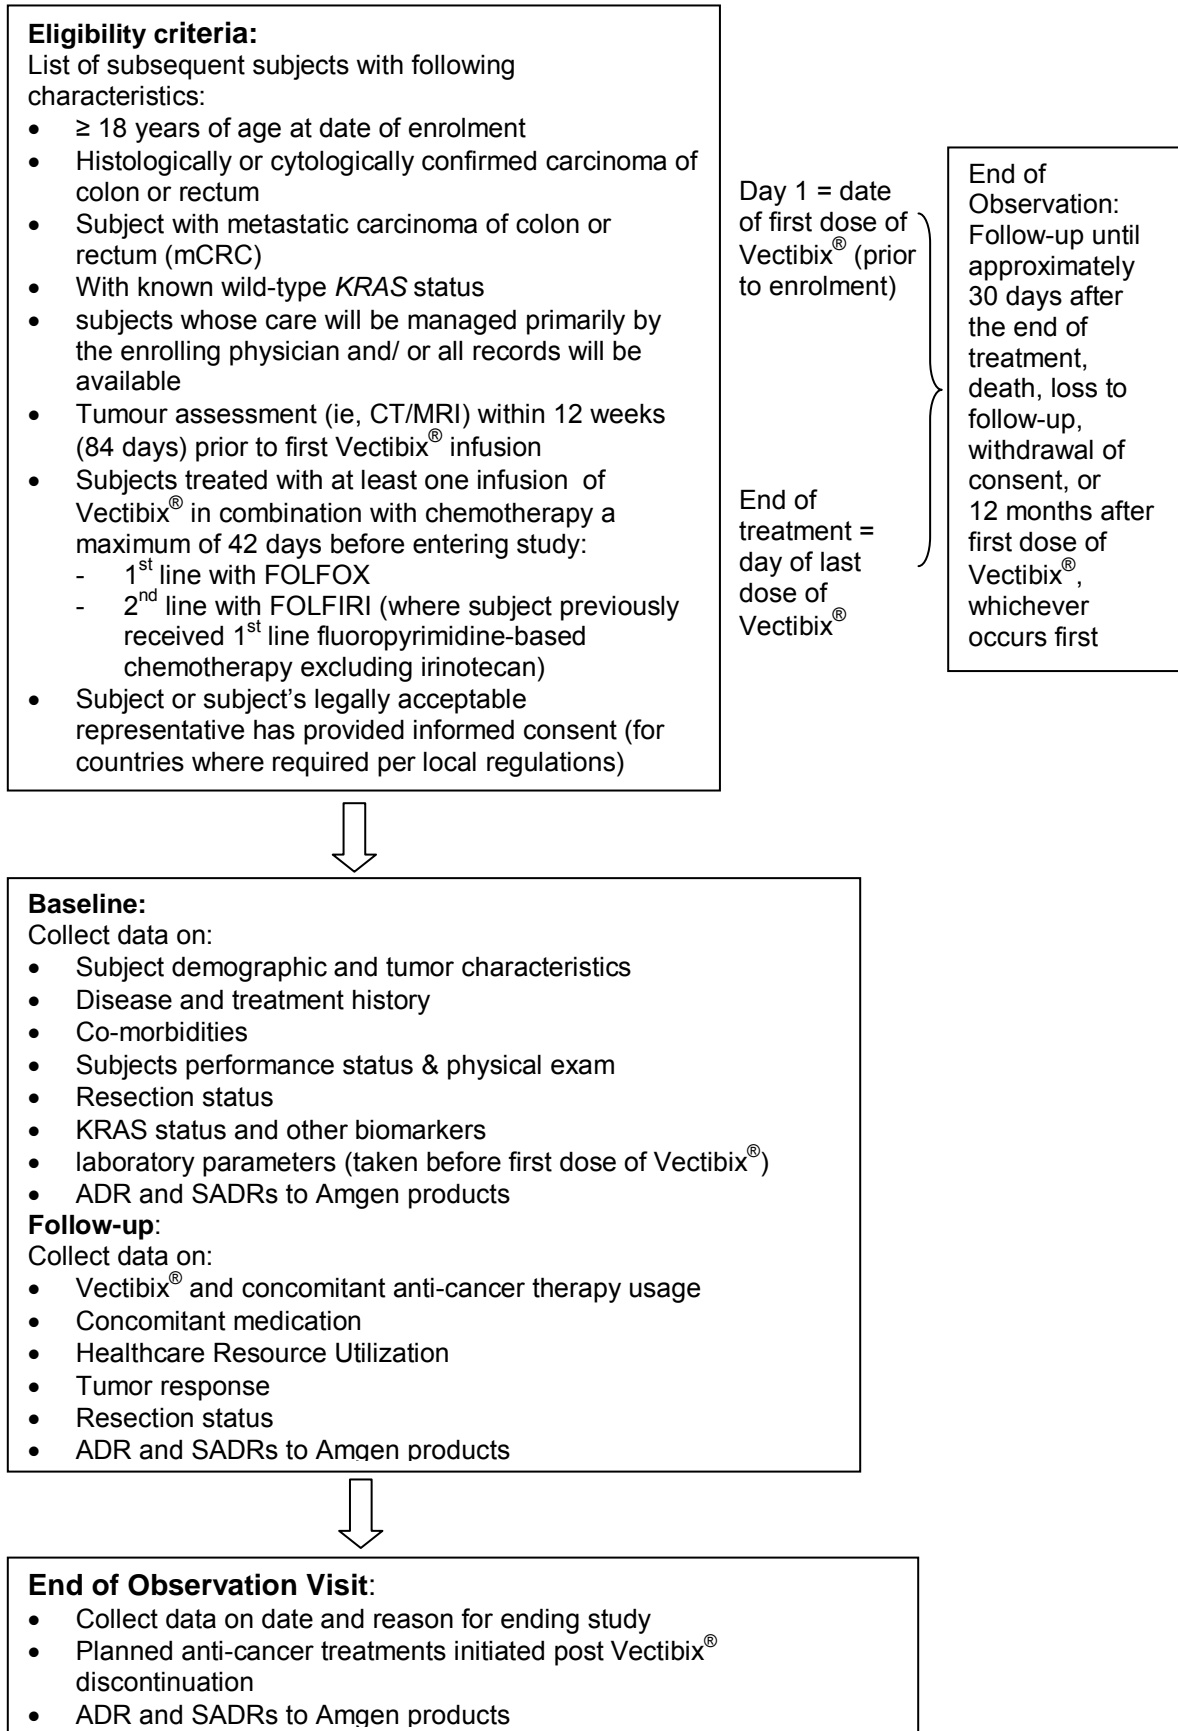 Eligibility criteria:
List of subsequent subjects with following
characteristics:
• ≥ 18 years of age at date of enrolment
• Histologically or cytologically confirmed carcinoma of
colon or rectum
• Subject with metastatic carcinoma of colon or
rectum (mCRC)
• With known wild-type KRAS status
• subjects whose care will be managed primarily by
the enrolling physician and/ or all records will be
available
• Tumour assessment (ie, CT/MRI) within 12 weeks
(84 days) prior to first Vectibix® infusion
• Subjects treated with at least one infusion of
Vectibix® in combination with chemotherapy a
maximum of 42 days before entering study:
- 1st line with FOLFOX
- 2nd line with FOLFIRI (where subject previously
received 1st line fluoropyrimidine-based
chemotherapy excluding irinotecan)
• Subject or subject's legally acceptable
representative has provided informed consent (for
countries where required per local regulations)
Day 1 = date
of first dose of
Vectibix® (prior
to enrolment)
End of
treatment =
day of last
dose of
Vectibix®
End of
Observation:
Follow-up until
approximately
30 days after
the end of
treatment,
death, loss to
follow-up,
withdrawal of
consent, or
12 months after
first dose of
Vectibix®,
whichever
occurs first
Baseline:
Collect data on:
• Subject demographic and tumor characteristics
• Disease and treatment history
• Co-morbidities
• Subjects performance status & physical exam
• Resection status
• KRAS status and other biomarkers
• laboratory parameters (taken before first dose of Vectibix®)
• ADR and SADRs to Amgen products
Follow-up:
Collect data on:
• Vectibix® and concomitant anti-cancer therapy usage
• Concomitant medication
• Healthcare Resource Utilization
• Tumor response
• Resection status
• ADR and SADRs to Amgen products
End of Observation Visit:
• Collect data on date and reason for ending study
• Planned anti-cancer treatments initiated post Vectibix®
discontinuation
• ADR and SADRs to Amgen products